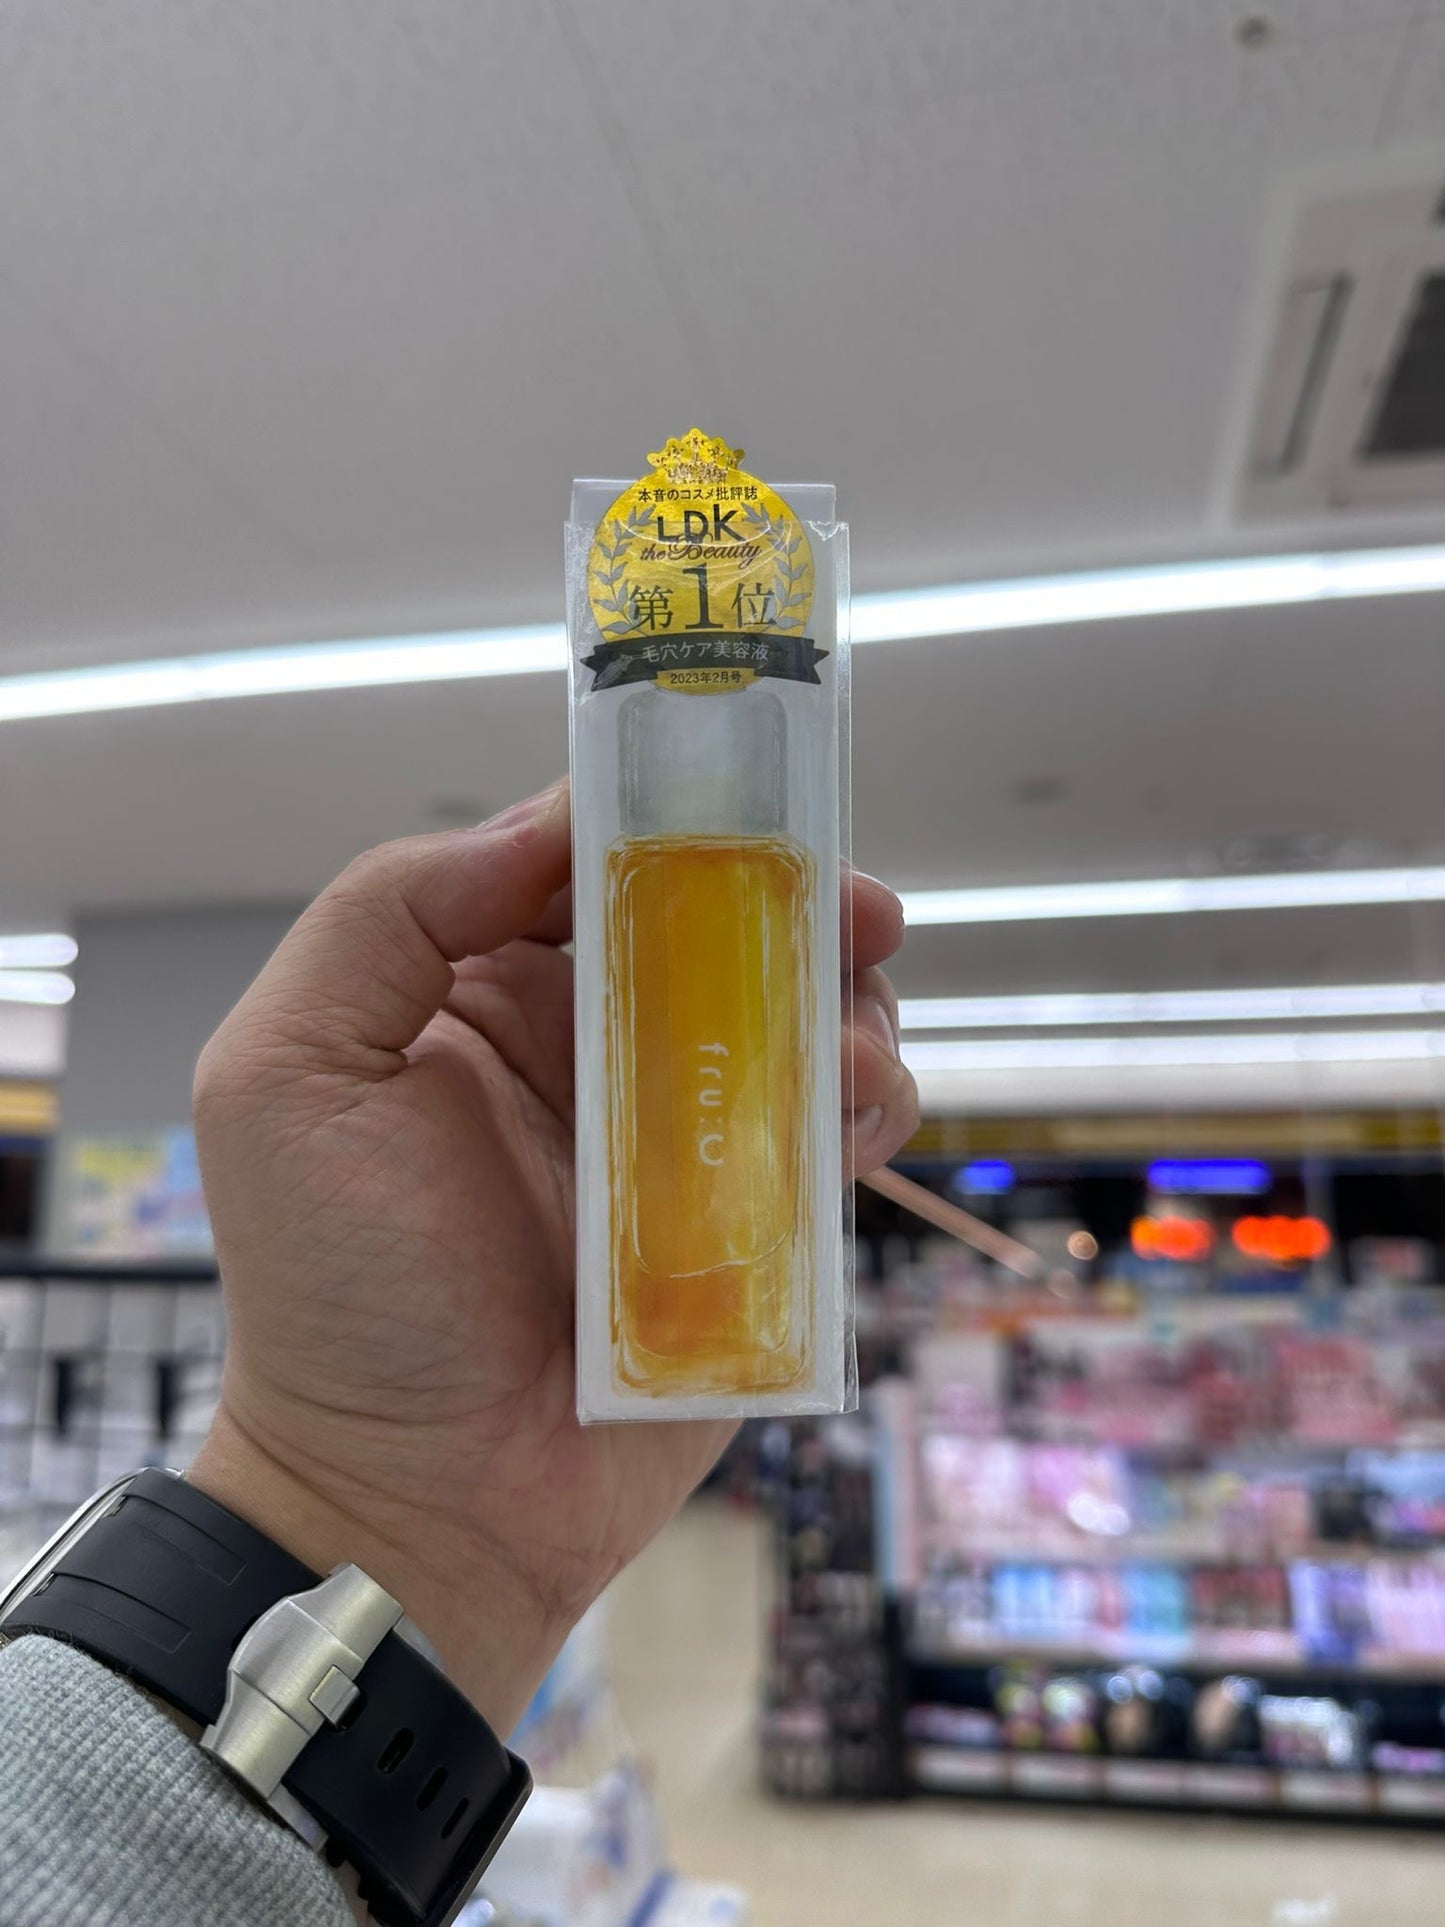 本音のコスメ批評誌
LDK
the Beauty
第1位
毛穴ケア美容液
2023年2月号
fru:C